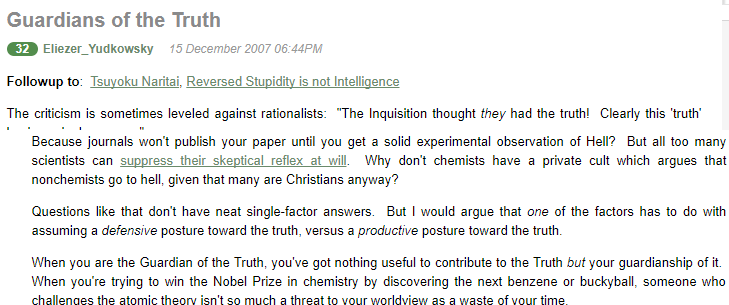 Guardians of the Truth
32 Eliezer_Yudkowsky 15 December 2007 06:44PM
Followup to: Tsuyoku Naritai, Reversed Stupidity is not Intelligence
The criticism is sometimes leveled against rationalists: "The Inquisition thought they had the truth! Clearly this 'truth'
Because journals won't publish your paper until you get a solid experimental observation of Hell? But all too many
scientists can suppress their skeptical reflex at will. Why don't chemists have a private cult which argues that
nonchemists go to hell, given that many are Christians anyway?
Questions like that don't have neat single-factor answers. But I would argue that one of the factors has to do with
assuming a defensive posture toward the truth, versus a productive posture toward the truth.
When you are the Guardian of the Truth, you've got nothing useful to contribute to the Truth but your guardianship of it.
When you're trying to win the Nobel Prize in chemistry by discovering the next benzene or buckyball, someone who
challenges the atomic theory isn't so much a threat to your worldview as a waste of your time.